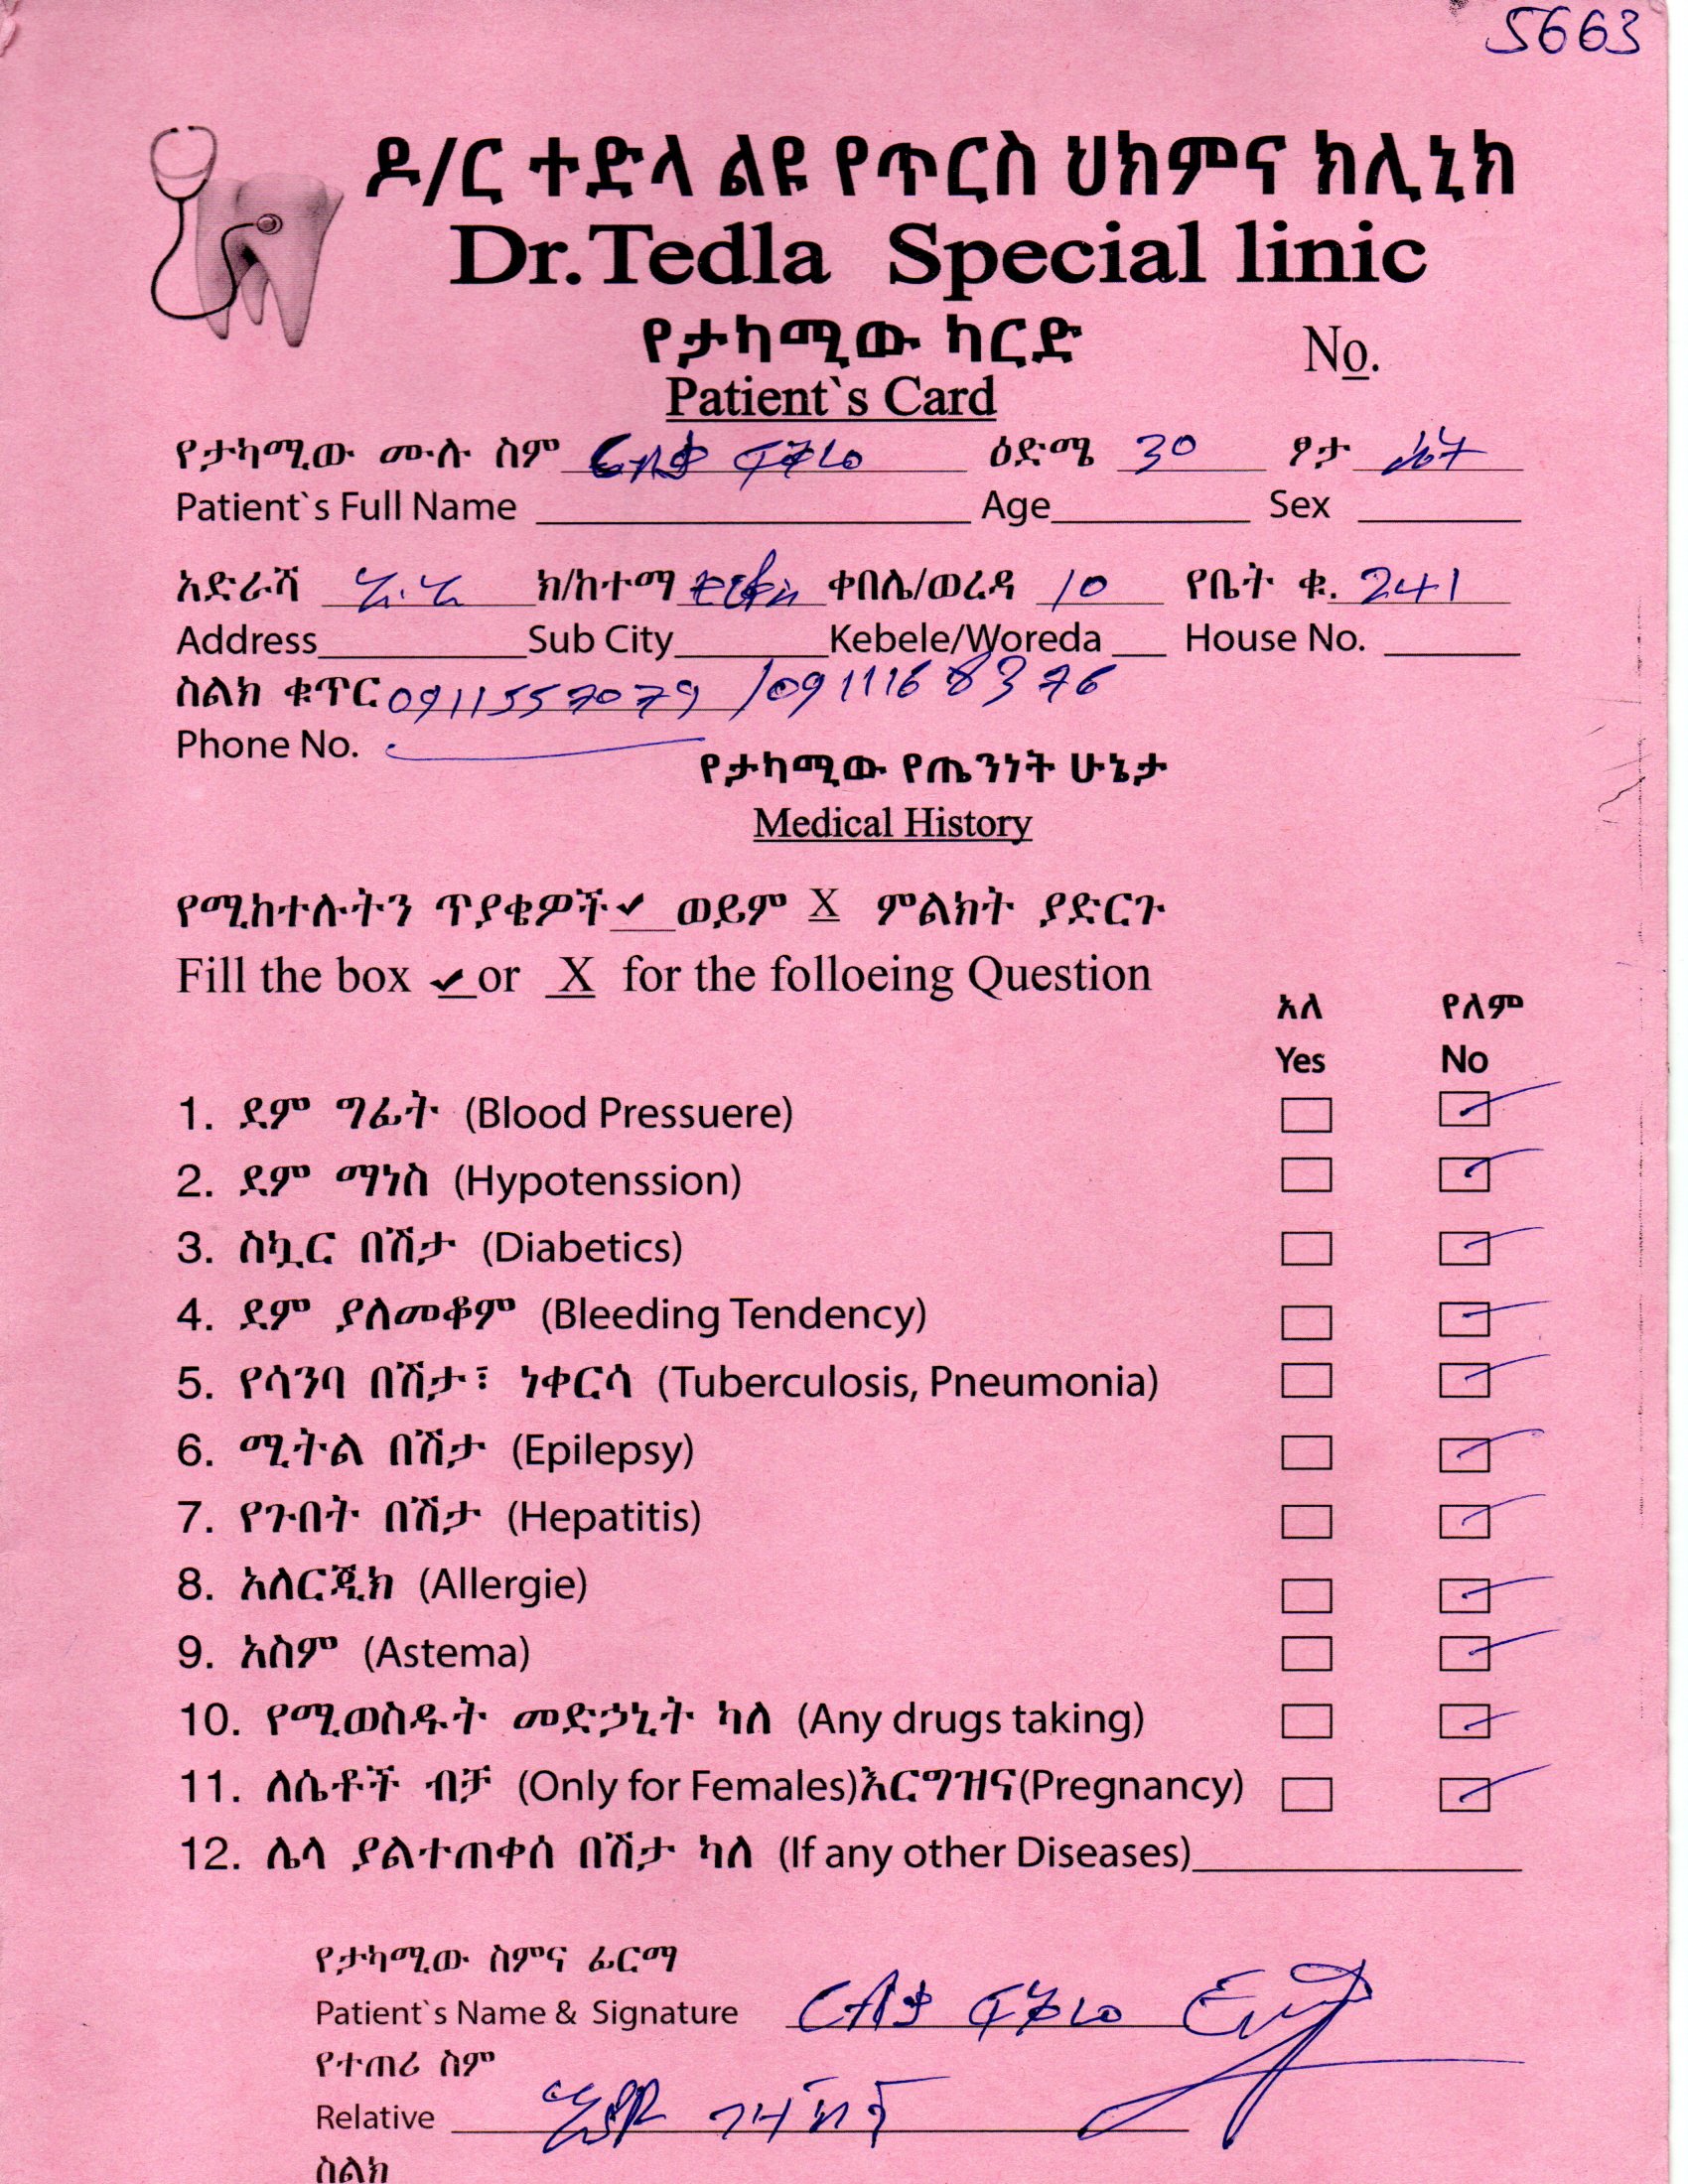 5663
ዶ/ር ተድላ ልዩ የጥርስ ህክምና ክሊኒክ
Dr.Tedla Special linic
የታካሚው ካርድ No.
Patient`s Card
የታካሚው ሙሉ ስም ርብቃ ፍቅሬ ዕድሜ 30 ፆታ ሴት
Patient`s Full Name Age Sex
አድራሻ አ.አ ክ/ከተማ ቀበሌ/ወረዳ 10 የቤት ቁ. 241
Address Sub City Kebele/Woreda House No.
ስልክ ቁጥር 0911557079 /0911168376
Phone No.
የታካሚው የጤንነት ሁኔታ
Medical History
የሚከተሉትን ጥያቄዎች ✔ ወይም X ምልክት ያድርጉ
Fill the box ✔ or X for the folloeing Question
አለ የለም
Yes No
1. ደም ግፊት (Blood Pressuere)
2. ደም ማነስ (Hypotenssion)
3. ስኳር በሽታ (Diabetics)
4. ደም ያለመቆም (Bleeding Tendency)
5. የሳንባ በሽታ፣ ነቀርሳ (Tuberculosis, Pneumonia)
6. ሚትል በሽታ (Epilepsy)
7. የጉበት በሽታ (Hepatitis)
8. አለርጂክ (Allergie)
9. አስም (Astema)
10. የሚወስዱት መድኃኒት ካለ (Any drugs taking)
11. ለሴቶች ብቻ (Only for Females)እርግዝና(Pregnancy)
12. ሌላ ያልተጠቀሰ በሽታ ካለ (If any other Diseases)
የታካሚው ስምና ፊርማ
Patient`s Name & Signature ርብቃ ፍቅሬ
የተጠሪ ስም
Relative
ስልክ